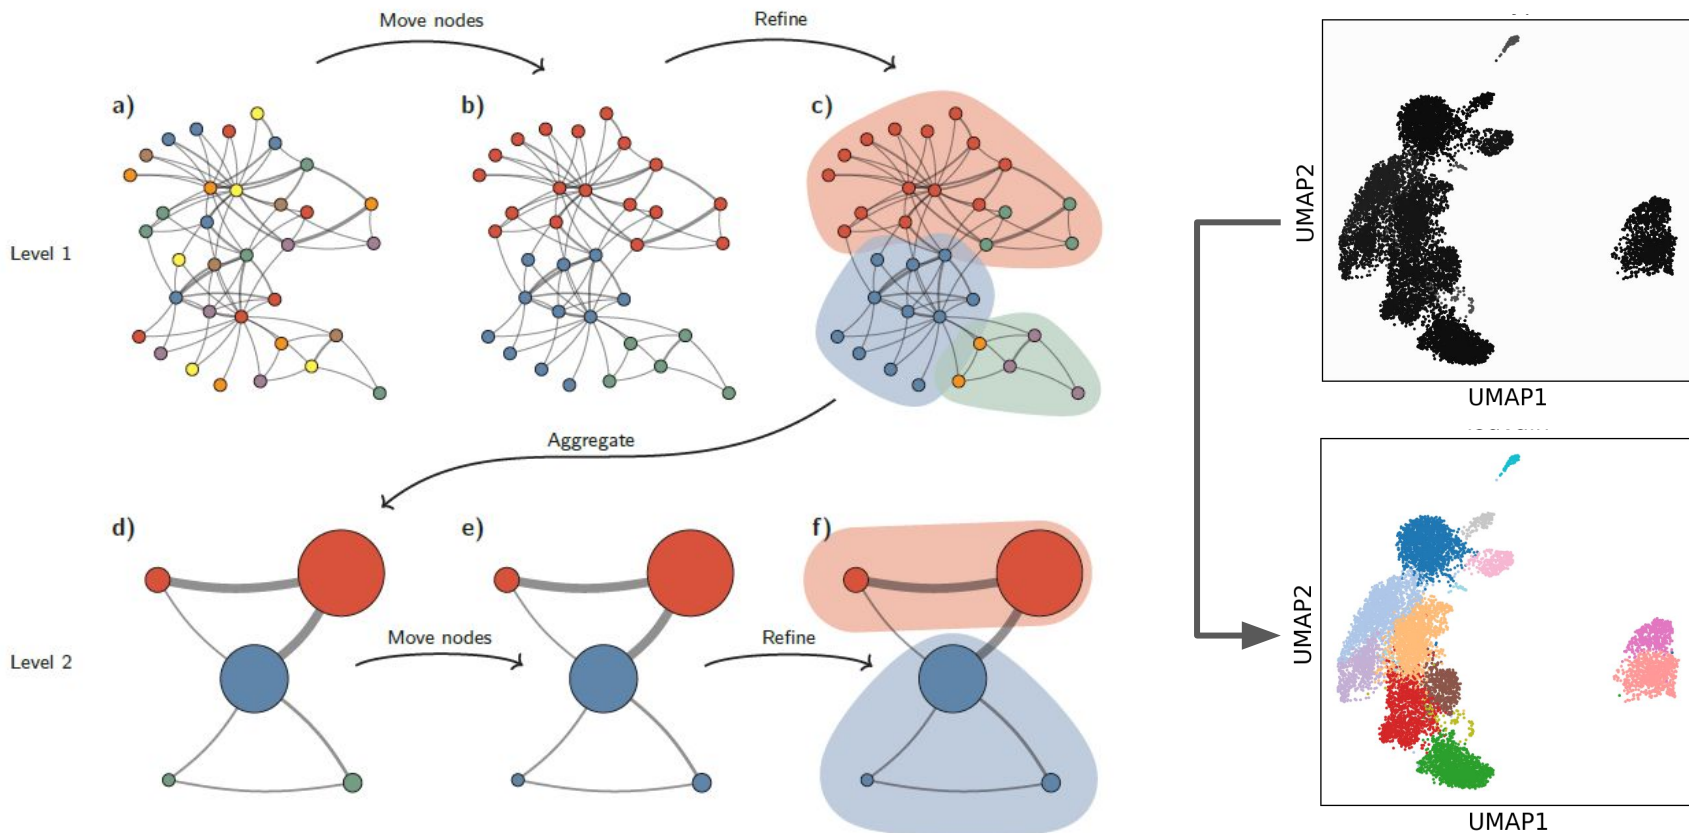 Move nodes
Refine
a)
b)
c)
Level 1
Aggregate
d)
e)
f)
Move nodes
Refine
Level 2
UMAP2
UMAP1
UMAP2
UMAP1